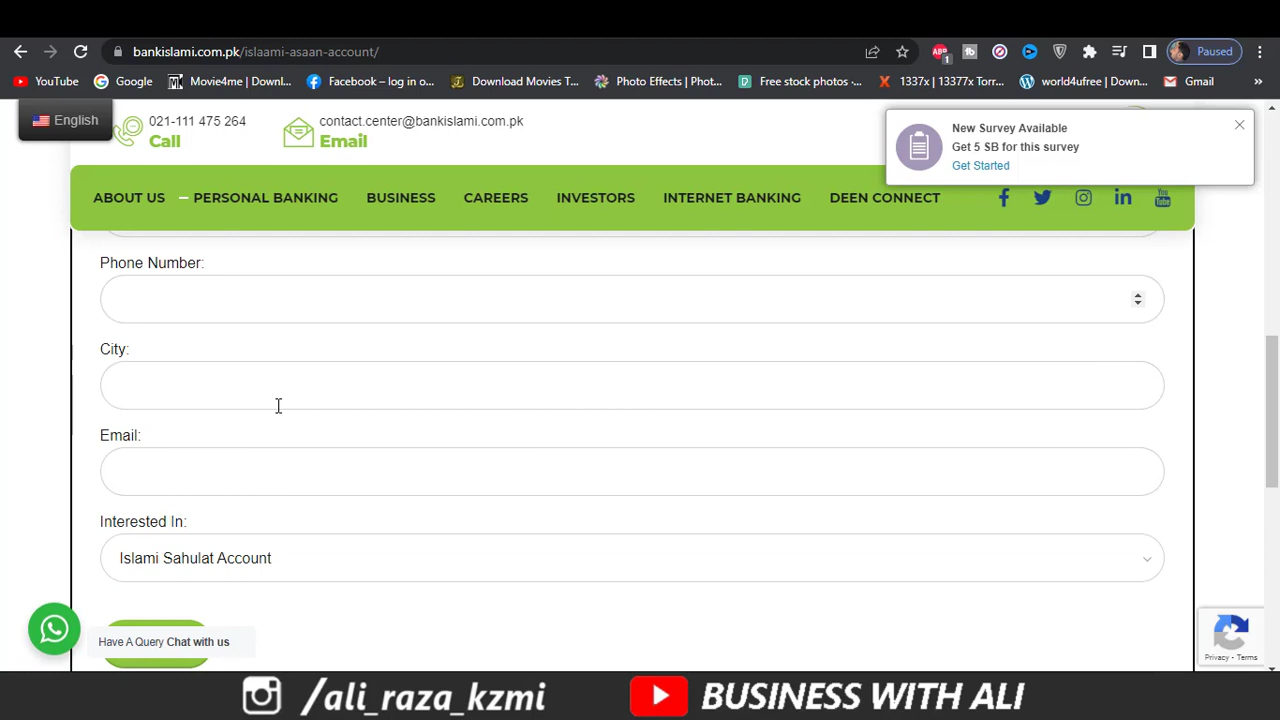 bankislami.com.pk/islaami-asaan-account/
Paused
YouTube
Google
Movie4me | Downl...
Facebook – log in o...
Download Movies T...
Photo Effects | Phot...
Free stock photos -...
1337x | 13377x Torr...
world4ufree | Down...
Gmail
English
021-111 475 264
Call
contact.center@bankislami.com.pk
Email
New Survey Available
Get 5 SB for this survey
Get Started
ABOUT US
PERSONAL BANKING
BUSINESS
CAREERS
INVESTORS
INTERNET BANKING
DEEN CONNECT
You Tube
Phone Number:
City:
Email:
Interested In:
Islami Sahulat Account
Have A Query Chat with us
Privacy - Terms
/ali_raza_kzmi
BUSINESS WITH ALI